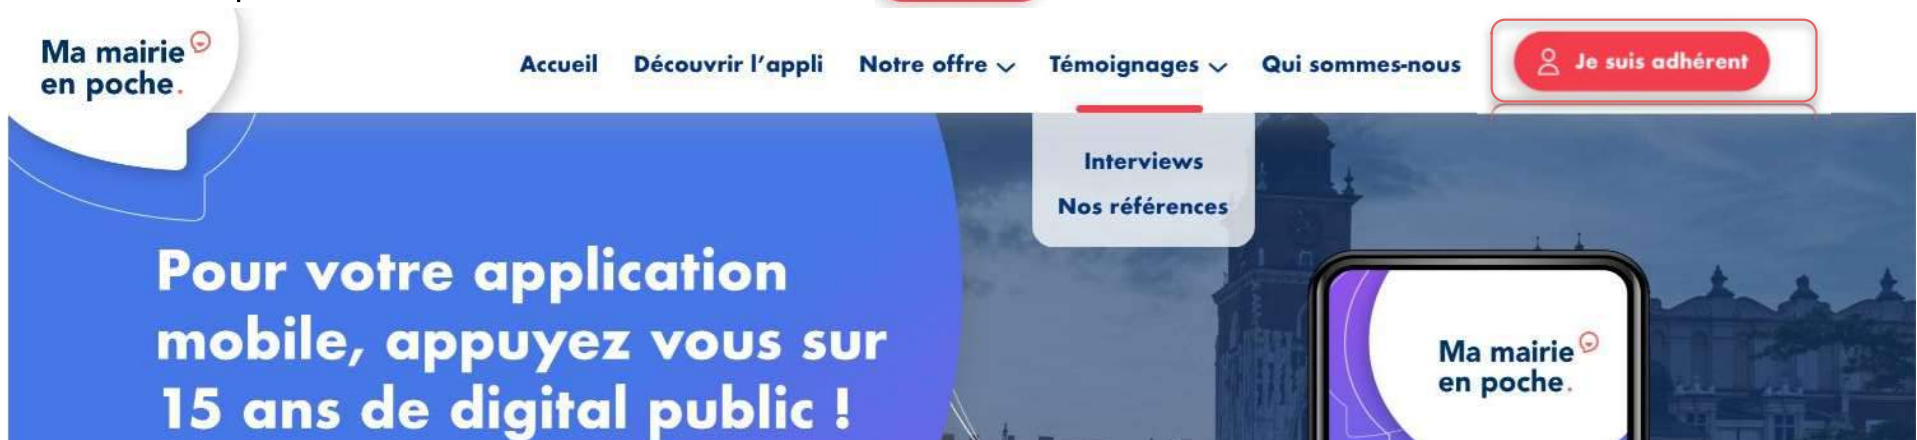 Ma mairie
en poche.
Accueil Découvrir l'appli Notre offre Témoignages Qui sommes-nous Je suis adhérent
Interviews
Nos références
Pour votre application
mobile, appuyez vous sur
15 ans de digital public !
Ma mairie
en poche.